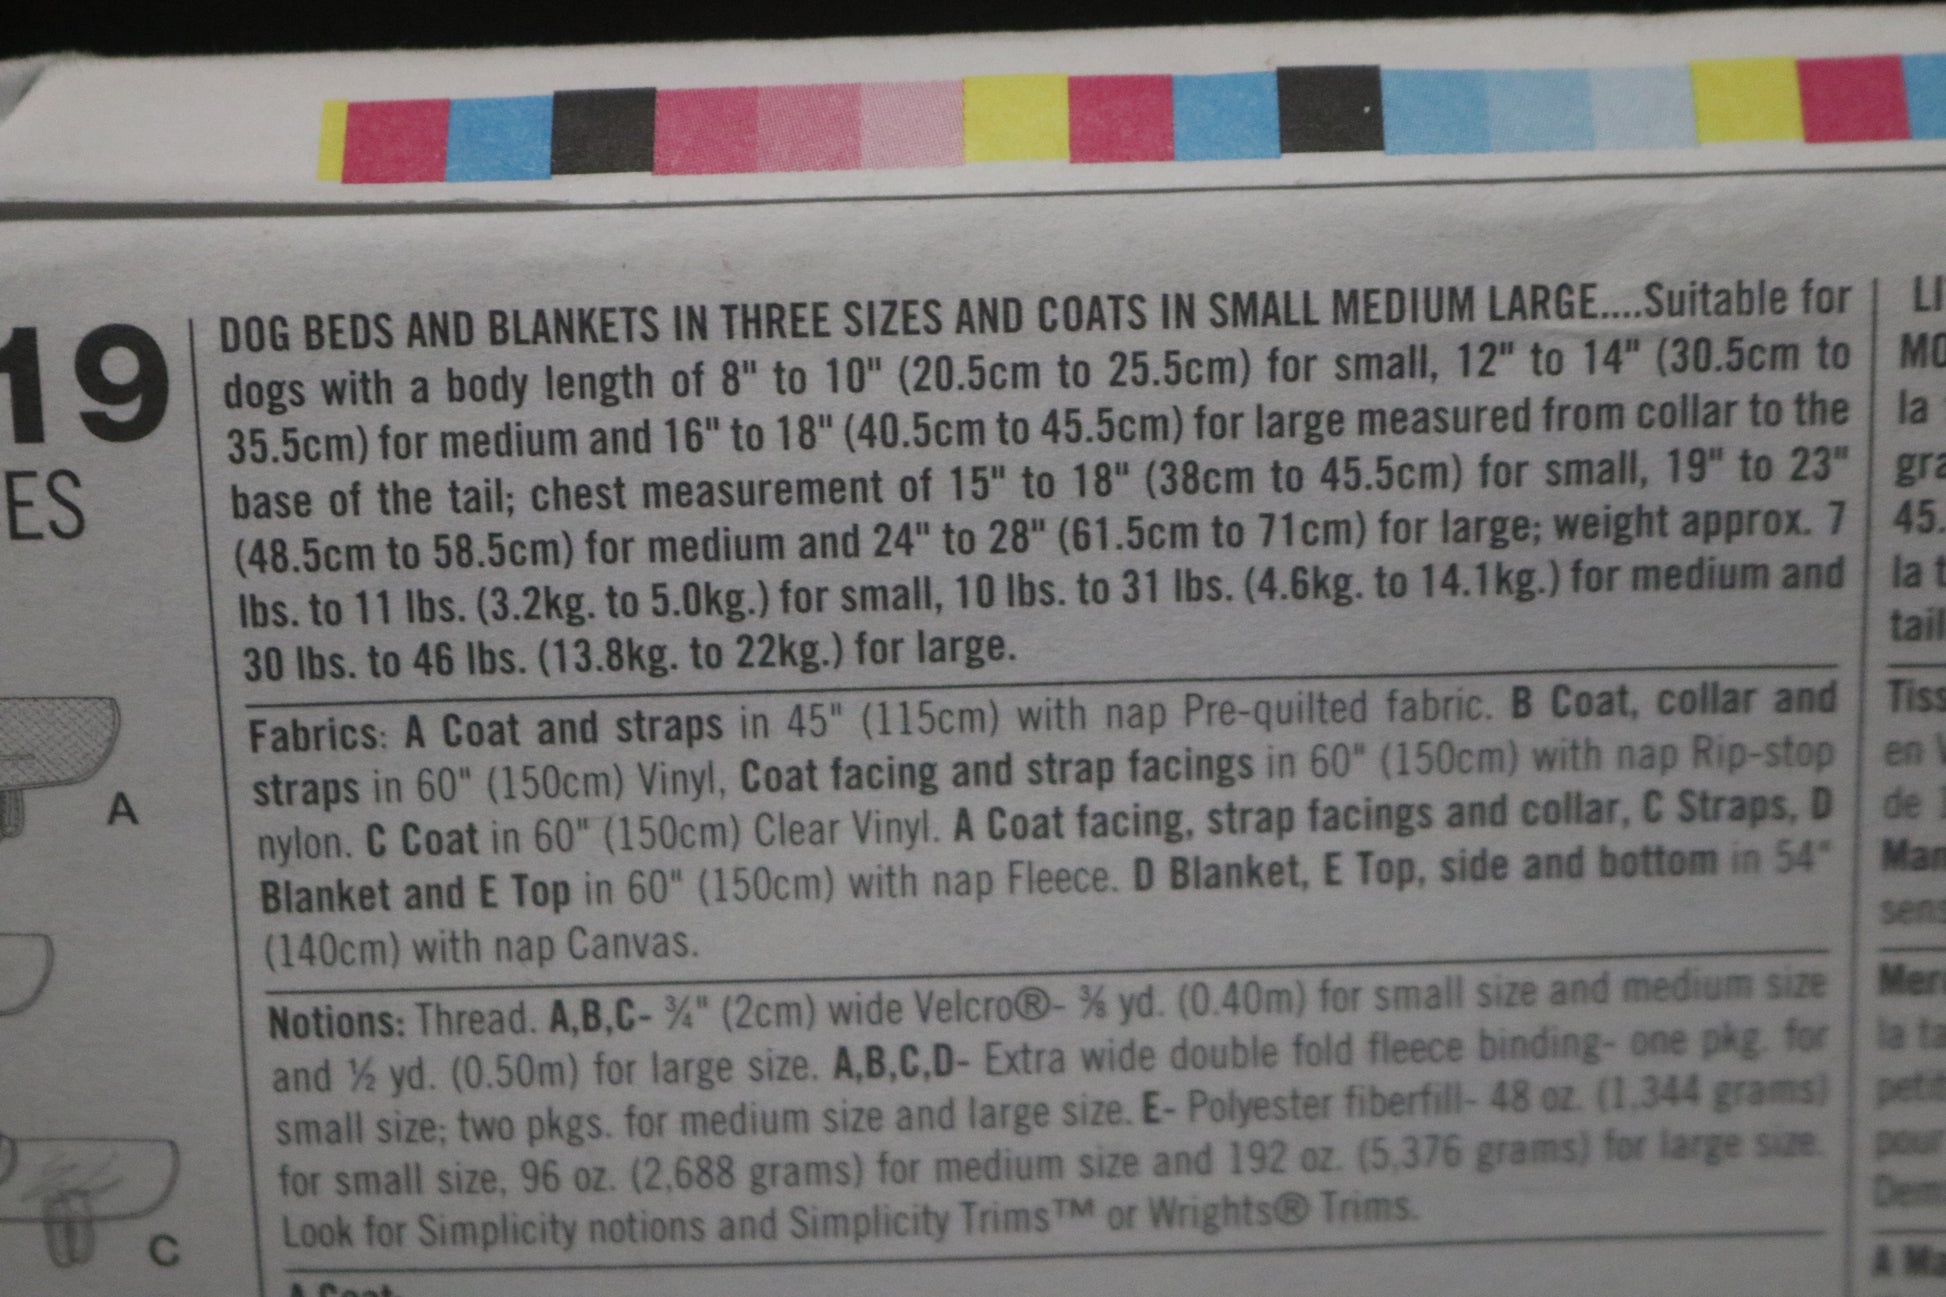 19
ES
A
C
DOG BEDS AND BLANKETS IN THREE SIZES AND COATS IN SMALL MEDIUM LARGE....Suitable for
dogs with a body length of 8" to 10" (20.5cm to 25.5cm) for small, 12" to 14" (30.5cm to
35.5cm) for medium and 16" to 18" (40.5cm to 45.5cm) for large measured from collar to the
base of the tail; chest measurement of 15" to 18" (38cm to 45.5cm) for small, 19" to 23"
(48.5cm to 58.5cm) for medium and 24" to 28" (61.5cm to 71cm) for large; weight approx. 7
lbs. to 11 lbs. (3.2kg. to 5.0kg.) for small, 10 lbs. to 31 lbs. (4.6kg. to 14.1kg.) for medium and
30 lbs. to 46 lbs. (13.8kg. to 22kg.) for large.
Fabrics: A Coat and straps in 45" (115cm) with nap Pre-quilted fabric. B Coat, collar and
straps in 60" (150cm) Vinyl, Coat facing and strap facings in 60" (150cm) with nap Rip-stop
nylon. C Coat in 60" (150cm) Clear Vinyl. A Coat facing, strap facings and collar, C Straps, D
Blanket and E Top in 60" (150cm) with nap Fleece. D Blanket, E Top, side and bottom in 54"
(140cm) with nap Canvas.
Notions: Thread. A,B,C- ¾" (2cm) wide Velcro®- ⅜ yd. (0.40m) for small size and medium size
and ½ yd. (0.50m) for large size. A,B,C,D- Extra wide double fold fleece binding- one pkg. for
small size; two pkgs. for medium size and large size. E- Polyester fiberfill- 48 oz. (1,344 grams)
for small size, 96 oz. (2,688 grams) for medium size and 192 oz. (5,376 grams) for large size.
Look for Simplicity notions and Simplicity Trims™ or Wrights® Trims.
A Coat
LI
MO
la
gra
45.
la t
tail
Tiss
en
de
Man
sens
la ta
peti
pour
Dem
A Ma